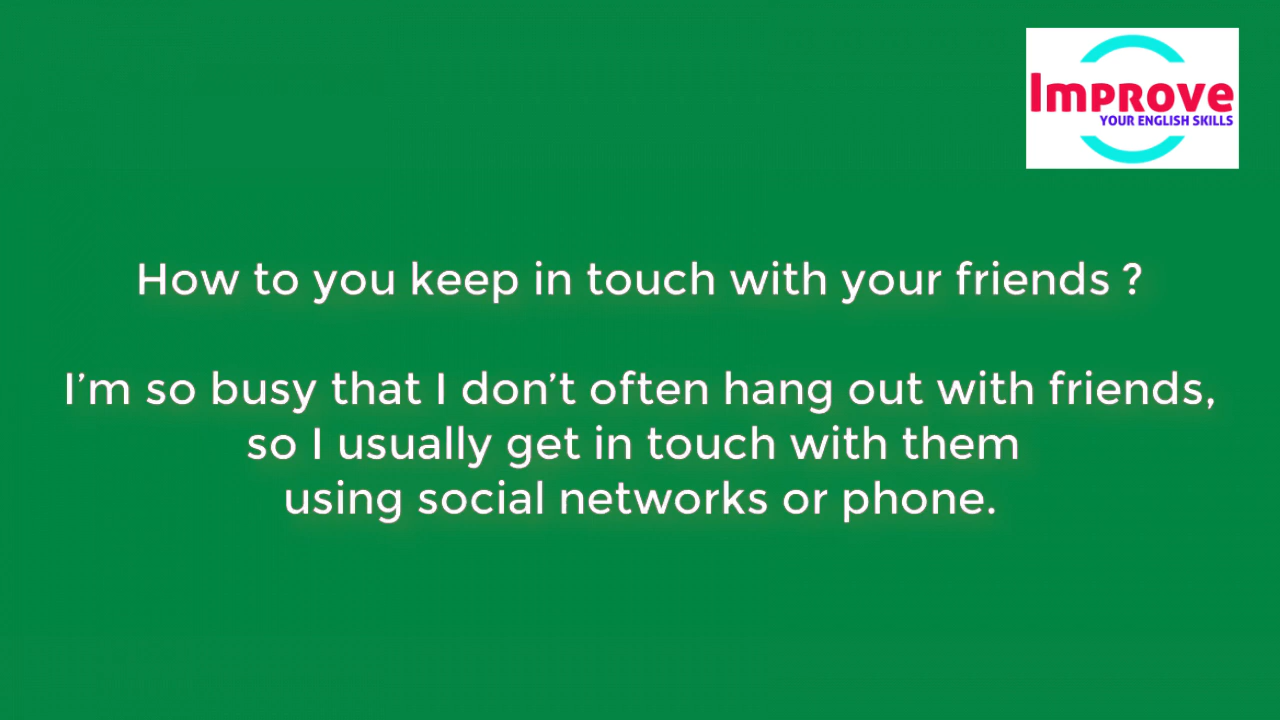 Improve
YOUR ENGLISH SKILLS
How to you keep in touch with your friends ?
I’m so busy that I don’t often hang out with friends,
so I usually get in touch with them
using social networks or phone.